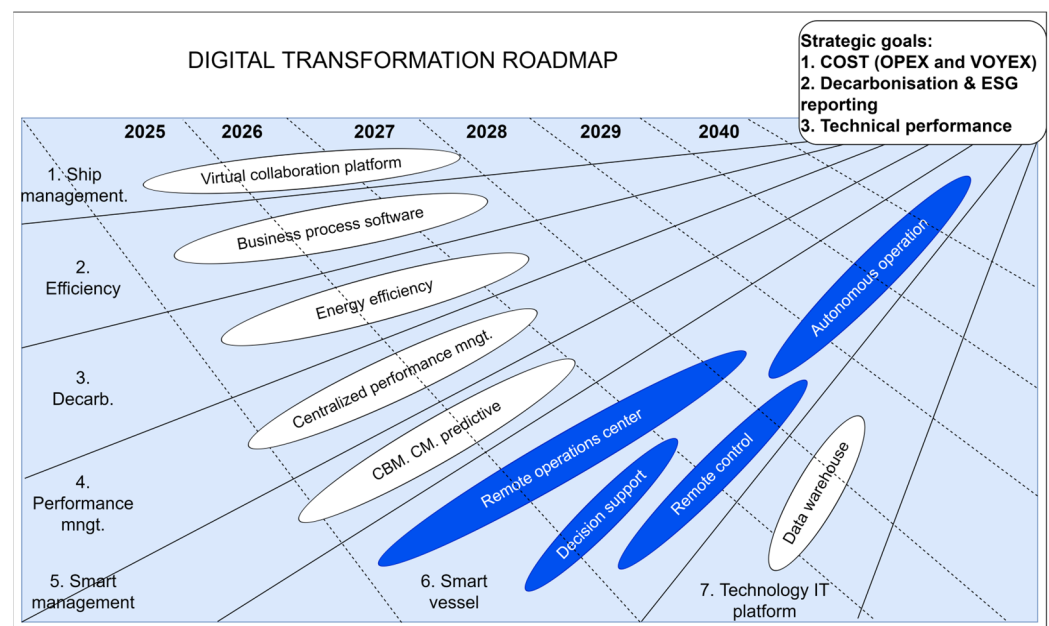 DIGITAL TRANSFORMATION ROADMAP
Strategic goals:
1. COST (OPEX and VOYEX)
2. Decarbonisation & ESG
reporting
3. Technical performance
2025 2026 2027 2028 2029 2040
1. Ship
management.
Virtual collaboration platform
Business process software
2.
Efficiency
Energy efficiency
Autonomous operation
3.
Decarb.
Centralized performance mngt.
CBM. CM. predictive
4.
Performance
mngt.
Remote operations center
Decision support
Remote control
Data warehouse
5. Smart
management
6. Smart
vessel
7. Technology IT
platform